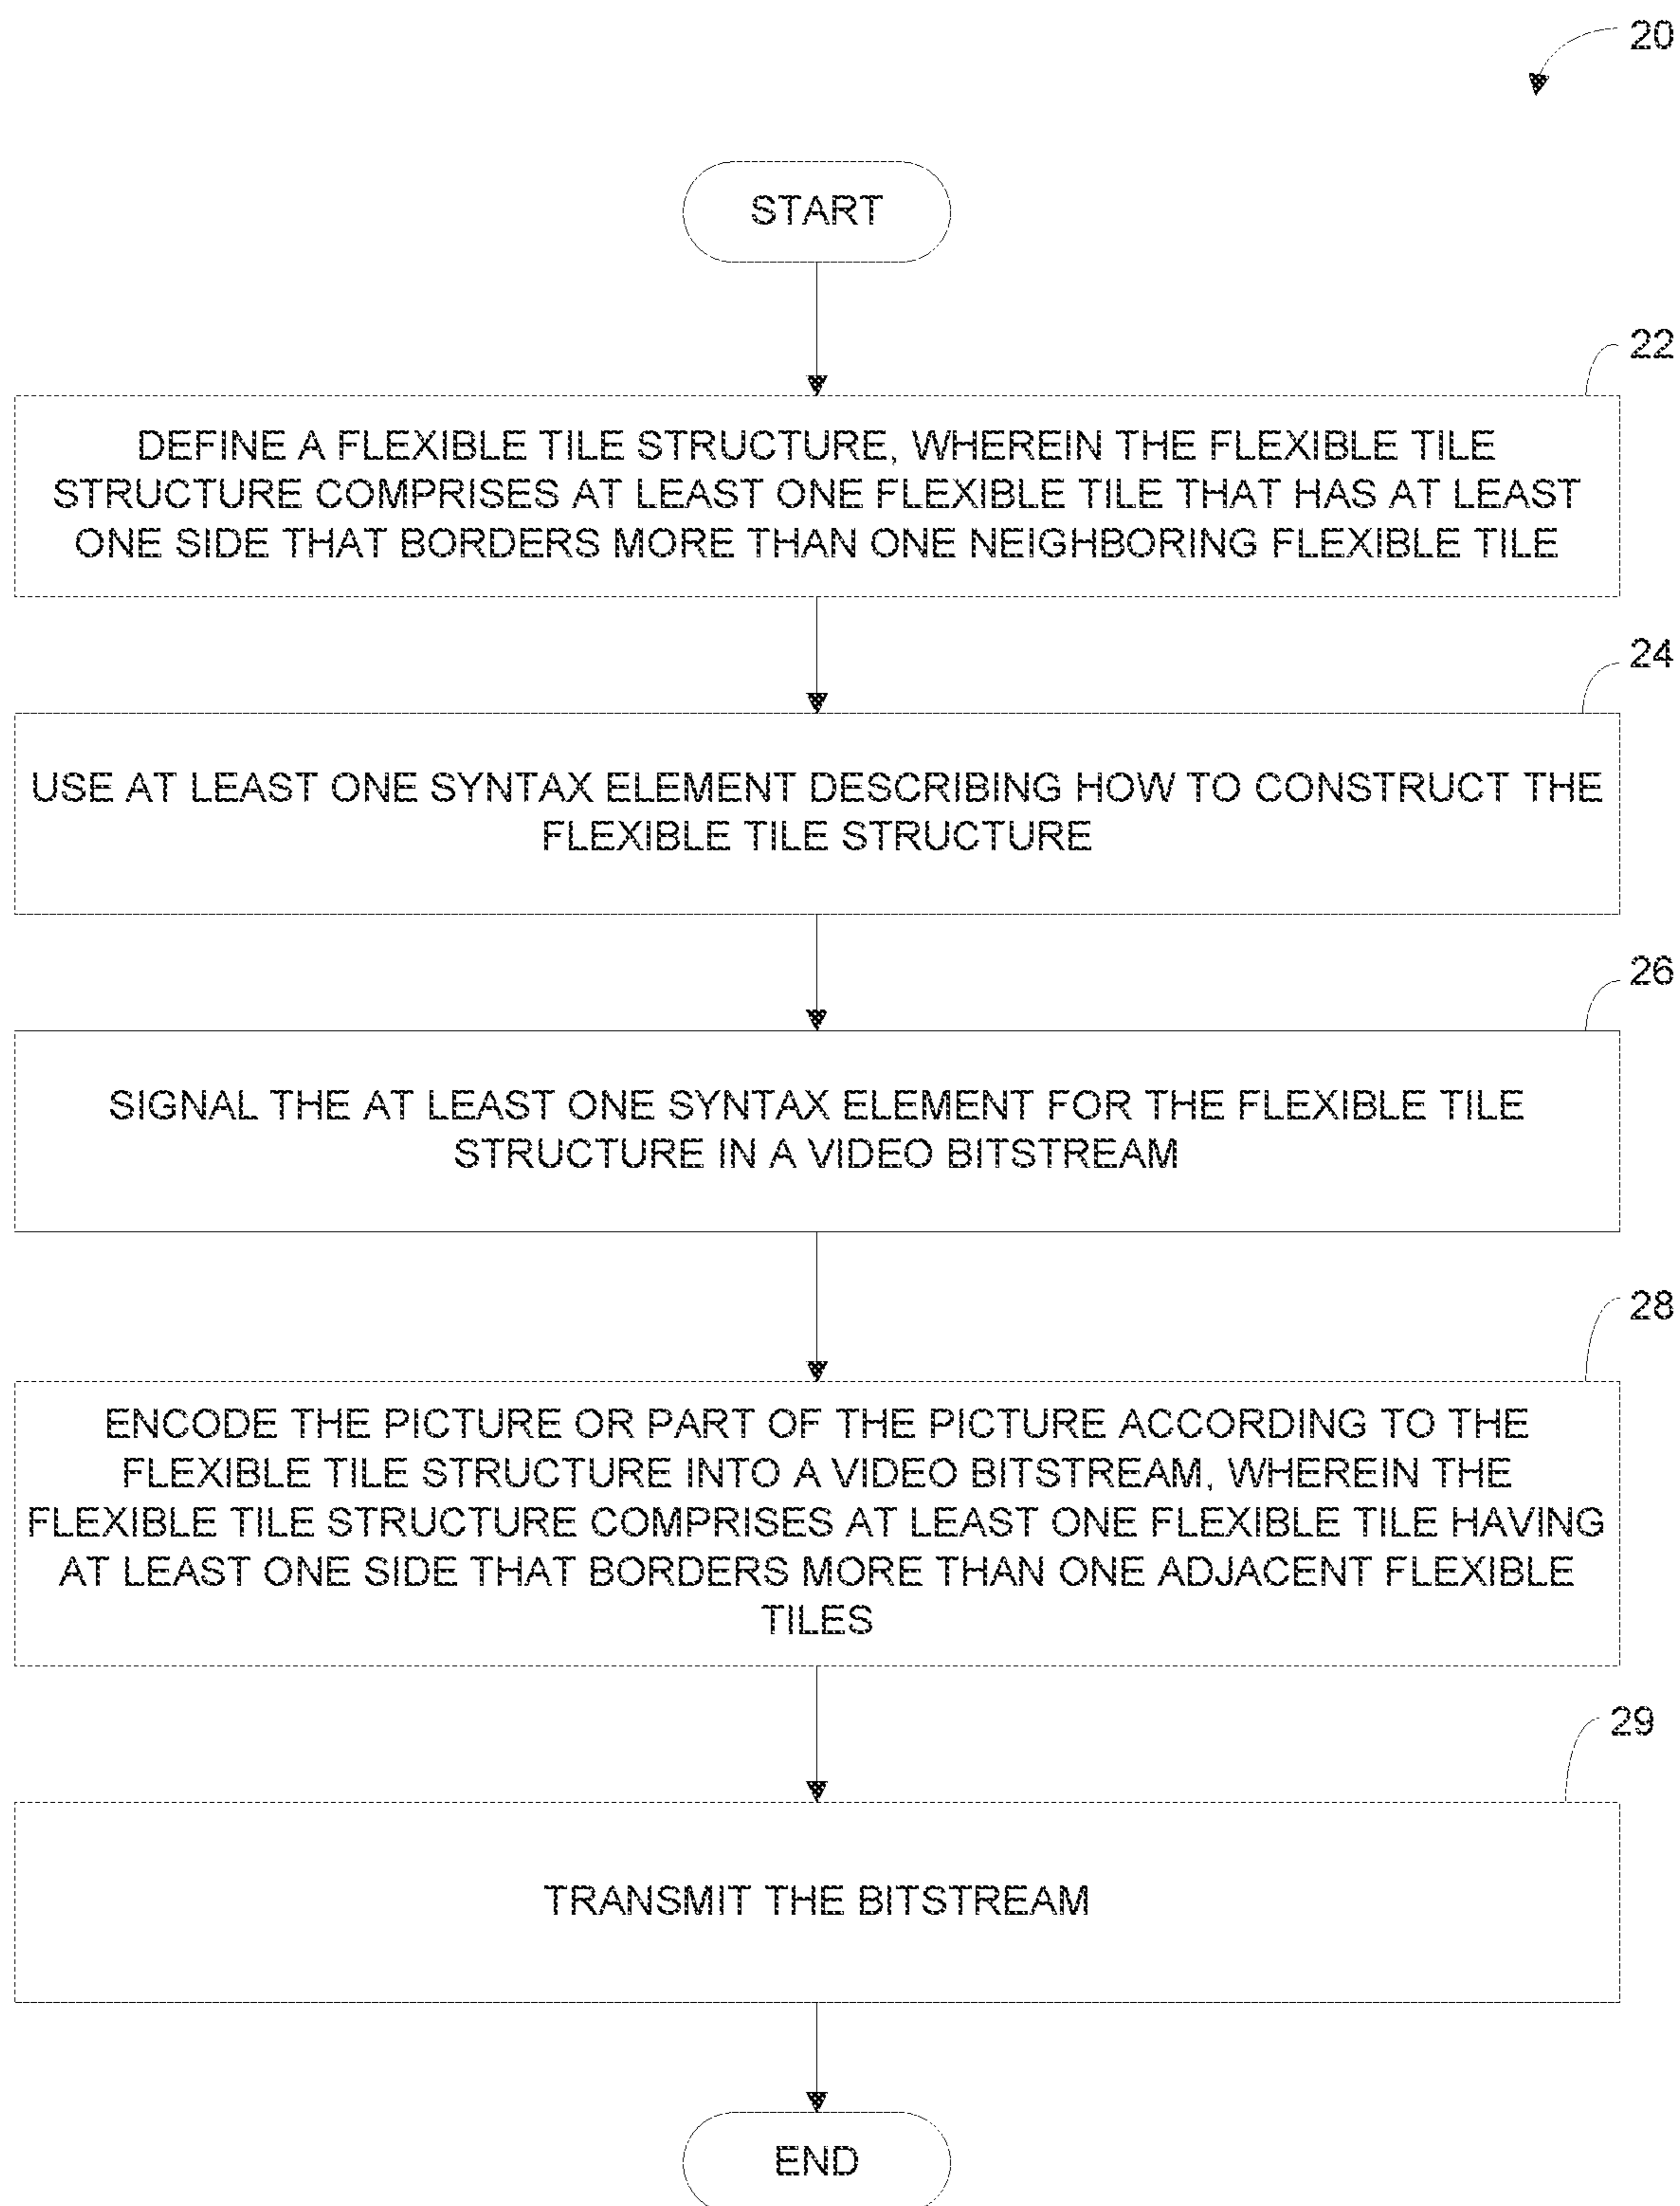 20
START
22
DEFINE A FLEXIBLE TILE STRUCTURE, WHEREIN THE FLEXIBLE TILE
STRUCTURE COMPRISES AT LEAST ONE FLEXIBLE TILE THAT HAS AT LEAST
ONE SIDE THAT BORDERS MORE THAN ONE NEIGHBORING FLEXIBLE TILE
24
USE AT LEAST ONE SYNTAX ELEMENT DESCRIBING HOW TO CONSTRUCT THE
FLEXIBLE TILE STRUCTURE
26
SIGNAL THE AT LEAST ONE SYNTAX ELEMENT FOR THE FLEXIBLE TILE
STRUCTURE IN A VIDEO BITSTREAM
28
ENCODE THE PICTURE OR PART OF THE PICTURE ACCORDING TO THE
FLEXIBLE TILE STRUCTURE INTO A VIDEO BITSTREAM, WHEREIN THE
FLEXIBLE TILE STRUCTURE COMPRISES AT LEAST ONE FLEXIBLE TILE HAVING
AT LEAST ONE SIDE THAT BORDERS MORE THAN ONE ADJACENT FLEXIBLE
TILES
29
TRANSMIT THE BITSTREAM
END